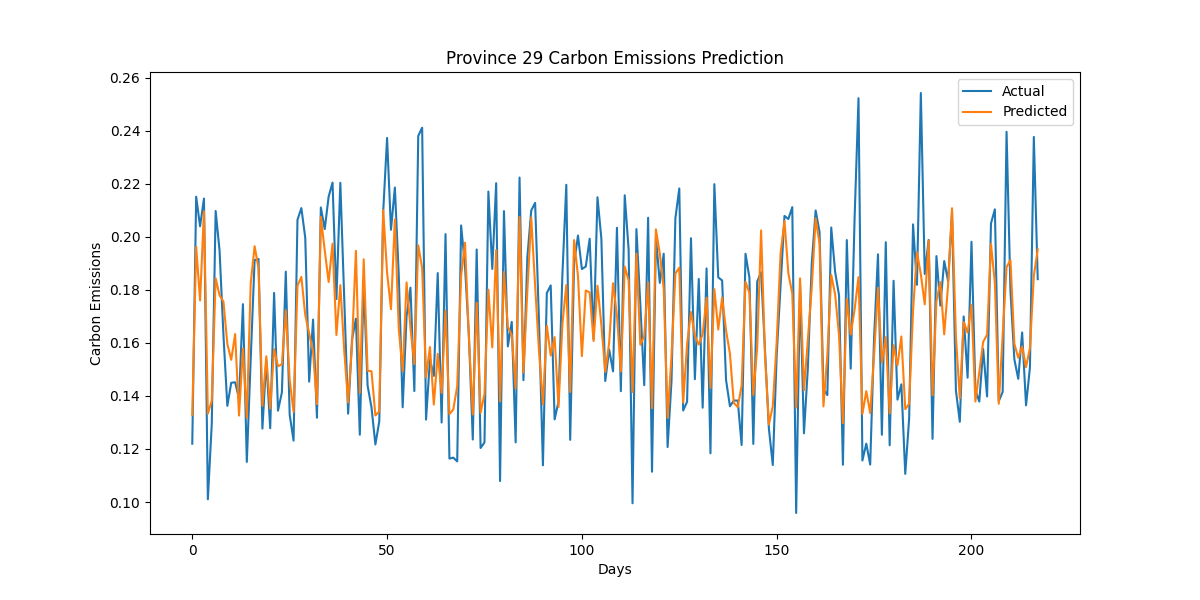 Province 29 Carbon Emissions Prediction
Actual
Predicted
Carbon Emissions
0.26
0.24
0.22
0.20
0.18
0.16
0.14
0.12
0.10
0
50
100
150
200
Days